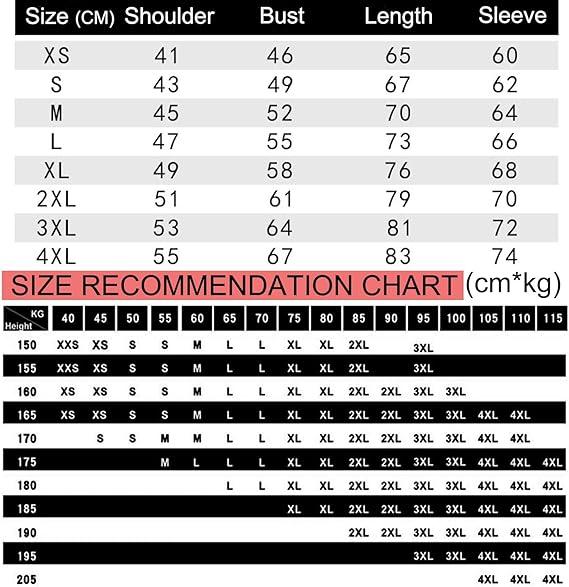 Size (CM) Shoulder Bust Length Sleeve
XS 41 46 65 60
S 43 49 67 62
M 45 52 70 64
L 47 55 73 66
XL 49 58 76 68
2XL 51 61 79 70
3XL 53 64 81 72
4XL 55 67 83 74
SIZE RECOMMENDATION CHART (cm*kg)
KG Height 40 45 50 55 60 65 70 75 80 85 90 95 100 105 110 115
150 XXS XS S S M L L XL XL 2XL 3XL
155 XXS XS S S M L L XL XL 2XL 3XL
160 XS XS S S M L L XL XL 2XL 2XL 3XL 3XL
165 XS XS S S M L L XL XL 2XL 2XL 3XL 3XL 4XL 4XL
170 S S M M L L XL XL 2XL 2XL 3XL 3XL 4XL 4XL
175 M L L L XL XL 2XL 2XL 3XL 3XL 4XL 4XL 4XL
180 L L XL XL 2XL 2XL 3XL 3XL 4XL 4XL 4XL
185 XL XL 2XL 2XL 3XL 3XL 4XL 4XL 4XL
190 2XL 2XL 3XL 3XL 4XL 4XL 4XL
195 3XL 3XL 4XL 4XL 4XL
205 4XL 4XL 4XL